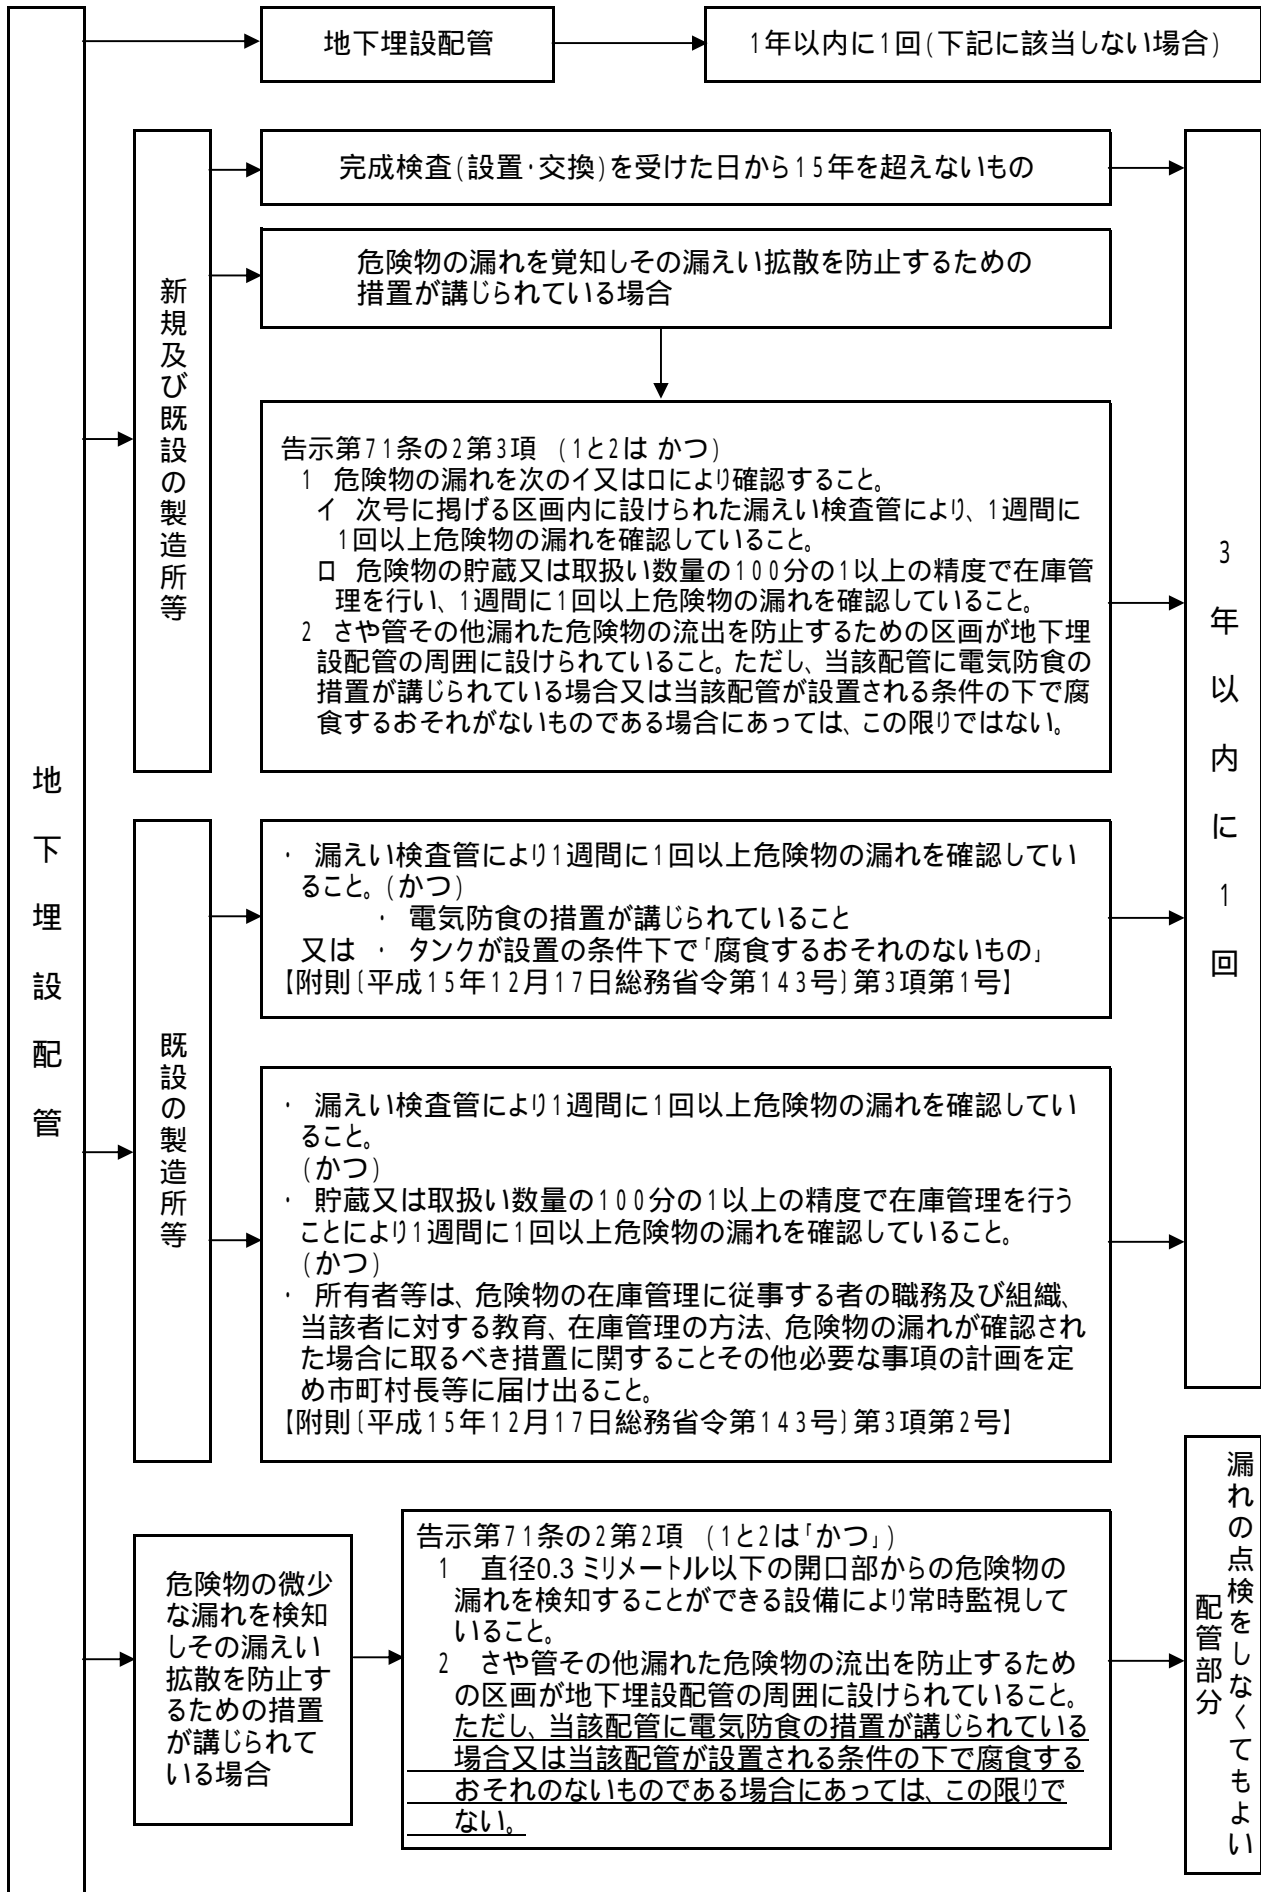 地下埋設配管
地下埋設配管
1年以内に1回(下記に該当しない場合)
新規及び既設の製造所等
完成検査(設置・交換)を受けた日から15年を超えないもの
危険物の漏れを覚知しその漏えい拡散を防止するための
措置が講じられている場合
告示第71条の2第3項 (1と2は かつ)
1 危険物の漏れを次のイ又はロにより確認すること。
イ 次号に掲げる区画内に設けられた漏えい検査管により、1週間に
1回以上危険物の漏れを確認していること。
ロ 危険物の貯蔵又は取扱い数量の100分の1以上の精度で在庫管
理を行い、1週間に1回以上危険物の漏れを確認していること。
2 さや管その他漏れた危険物の流出を防止するための区画が地下埋
設配管の周囲に設けられていること。ただし、当該配管に電気防食の
措置が講じられている場合又は当該配管が設置される条件の下で腐
食するおそれがないものである場合にあっては、この限りではない。
3年以内に1回
既設の製造所等
・ 漏えい検査管により1週間に1回以上危険物の漏れを確認してい
ること。(かつ)
・ 電気防食の措置が講じられていること
又は ・ タンクが設置の条件下で「腐食するおそれのないもの」
【附則〔平成15年12月17日総務省令第143号〕第3項第1号】
・ 漏えい検査管により1週間に1回以上危険物の漏れを確認してい
ること。
(かつ)
・ 貯蔵又は取扱い数量の100分の1以上の精度で在庫管理を行う
ことにより1週間に1回以上危険物の漏れを確認していること。
(かつ)
・ 所有者等は、危険物の在庫管理に従事する者の職務及び組織、
当該者に対する教育、在庫管理の方法、危険物の漏れが確認され
た場合に取るべき措置に関することその他必要な事項の計画を定
め市町村長等に届け出ること。
【附則〔平成15年12月17日総務省令第143号〕第3項第2号】
危険物の微少
な漏れを検知
しその漏えい
拡散を防止す
るための措置
が講じられて
いる場合
告示第71条の2第2項 (1と2は「かつ」)
1 直径0.3ミリメートル以下の開口部からの危険物の
漏れを検知することができる設備により常時監視して
いること。
2 さや管その他漏れた危険物の流出を防止するため
の区画が地下埋設配管の周囲に設けられていること。
ただし、当該配管に電気防食の措置が講じられている
場合又は当該配管が設置される条件の下で腐食する
おそれのないものである場合にあっては、この限りで
ない。
漏れの点検をしなくてもよい
配管部分